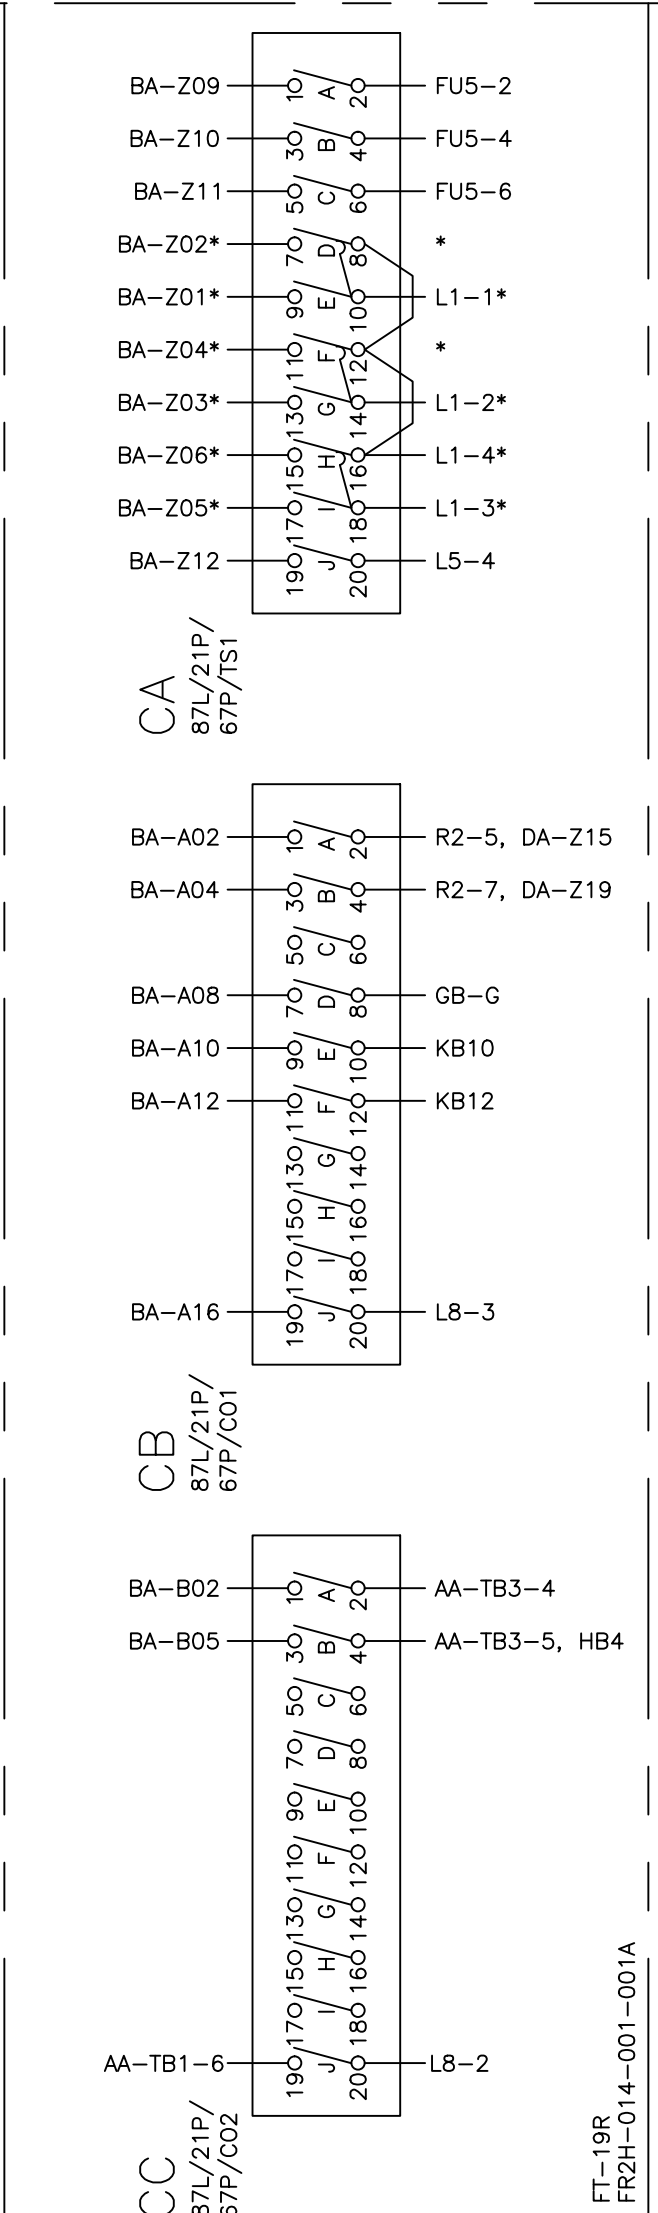 BA-Z09 1 A 2 FU5-2
BA-Z10 3 B 4 FU5-4
BA-Z11 5 C 6 FU5-6
BA-Z02* 7 D 8 *
BA-Z01* 9 E 10 L1-1*
BA-Z04* 11 F 12 *
BA-Z03* 13 G 14 L1-2*
BA-Z06* 15 H 16 L1-4*
BA-Z05* 17 I 18 L1-3*
BA-Z12 19 J 20 L5-4
CA
87L/21P/
67P/TS1
BA-A02 1 A 2 R2-5, DA-Z15
BA-A04 3 B 4 R2-7, DA-Z19
5 C 6
BA-A08 7 D 8 GB-G
BA-A10 9 E 10 KB10
BA-A12 11 F 12 KB12
13 G 14
15 H 16
17 I 18
BA-A16 19 J 20 L8-3
CB
87L/21P/
67P/CO1
BA-B02 1 A 2 AA-TB3-4
BA-B05 3 B 4 AA-TB3-5, HB4
5 C 6
7 D 8
9 E 10
11 F 12
13 G 14
15 H 16
17 I 18
AA-TB1-6 19 J 20 L8-2
CC
87L/21P/
67P/CO2
FT-19R
FR2H-014-001-001A